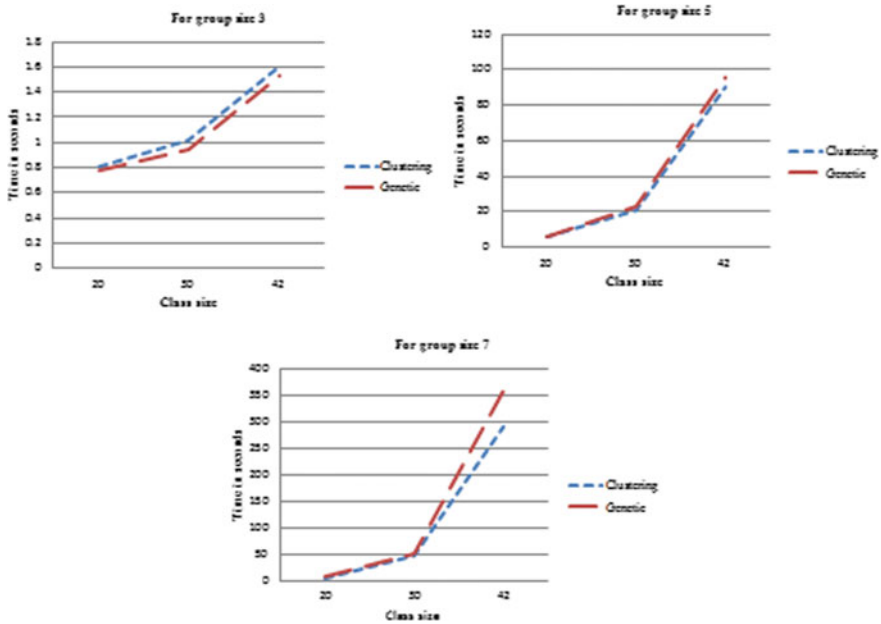 For group size 3
1.8
1.6
1.4
1.2
1
0.8
0.6
0.4
0.2
0
Time in seconds
20 30 42
Class size
Clustering
Genetic
For group size 5
120
100
80
60
40
20
0
Time in seconds
20 30 42
Class size
Clustering
Genetic
For group size 7
400
350
300
250
200
150
100
50
0
Time in seconds
20 30 42
Class size
Clustering
Genetic